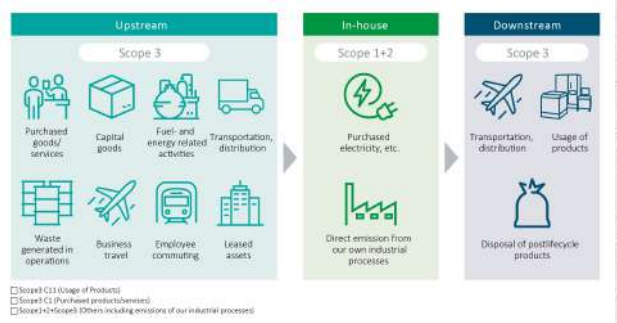 Upstream
In-house
Downstream
Scope 3
Scope 1+2
Scope 3
Purchased
goods/
services
Capital
goods
Fuel- and
energy related
activities
Transportation,
distribution
Purchased
electricity, etc.
Transportation,
distribution
Usage of
products
Waste
generated in
operations
Business
travel
Employee
commuting
Leased
assets
Direct emission from
our own industrial
processes
Disposal of postlifecycle
products
Scope3 C11 (Usage of Products)
Scope3 C1 (Purchased products/services)
Scope1+2+Scope3 (Others including emissions of our industrial processes)